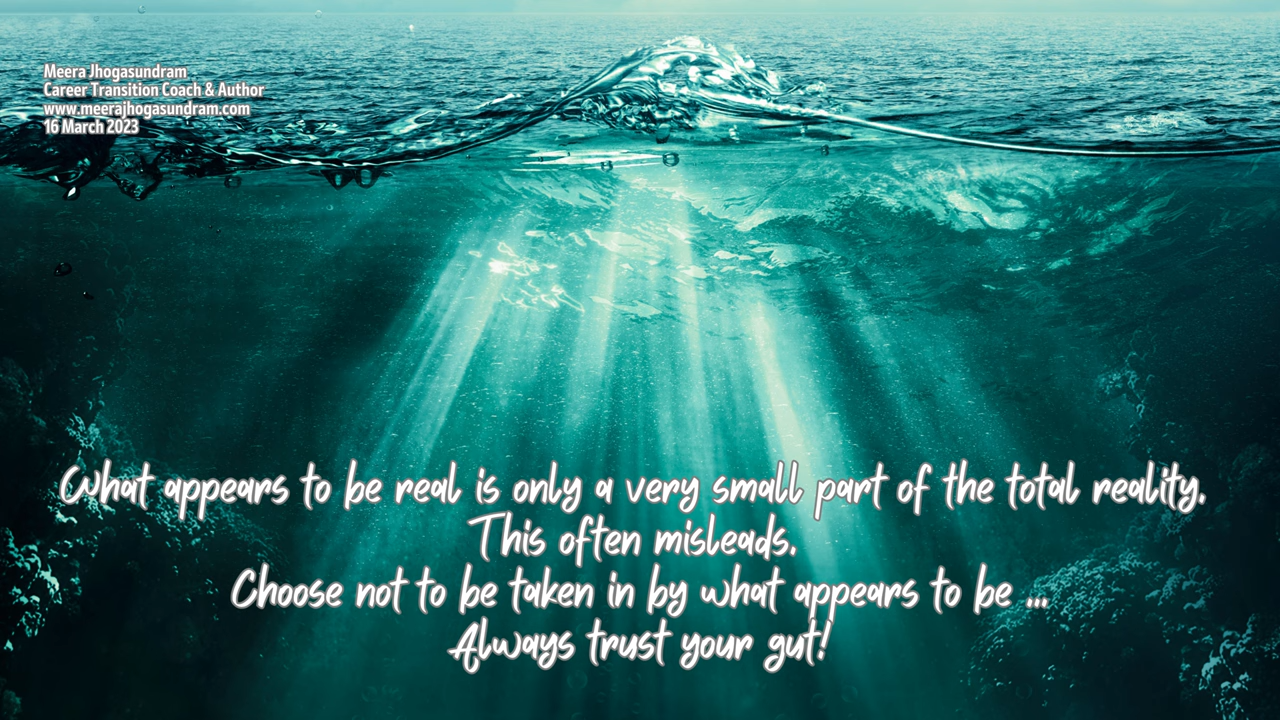 Meera Jhogasundram
Career Transition Coach & Author
www.meerajhogasundram.com
16 March 2023
What appears to be real is only a very small part of the total reality.
This often misleads.
Choose not to be taken in by what appears to be ...
Always trust your gut!